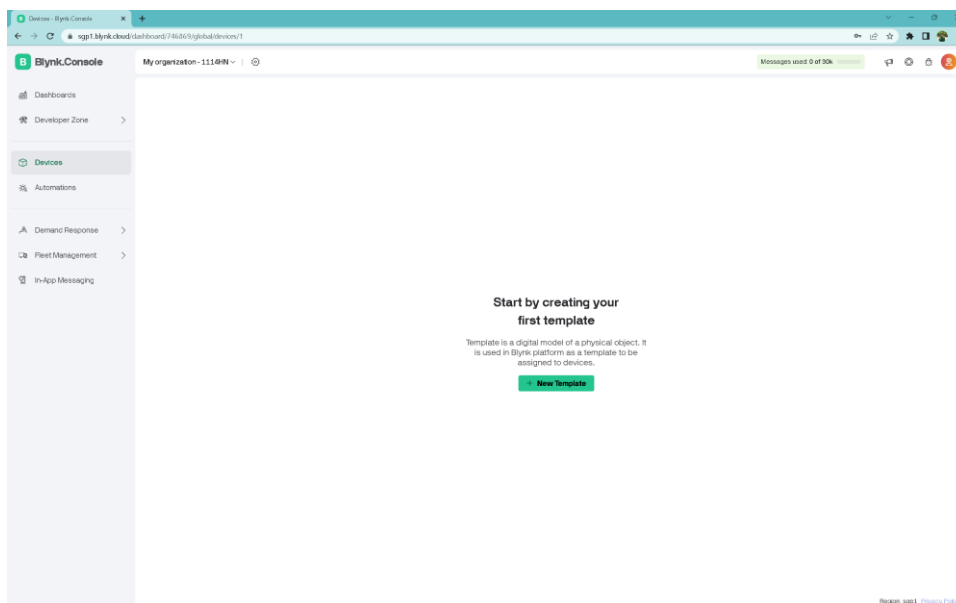 Devices - Blynk.Console
sgp1.blynk.cloud/dashboard/746869/global/devices/1
B Blynk.Console
My organization - 1114HN
Messages used 0 of 30k
Dashboards
Developer Zone
Devices
Automations
Demand Response
Fleet Management
In-App Messaging
Start by creating your
first template
Template is a digital model of a physical object. It
is used in Blynk platform as a template to be
assigned to devices.
+ New Template
Region: sgp1 Privacy Poli